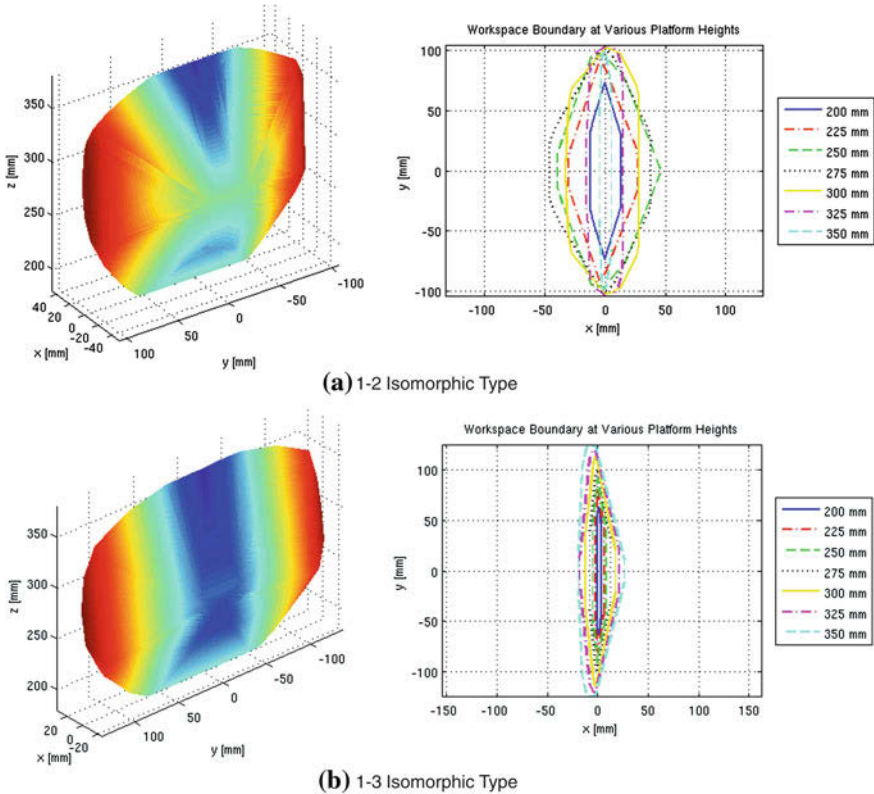 Workspace Boundary at Various Platform Heights
350
300
250
200
z [mm]
40
20
0
-20
-40
x [mm]
100
50
0
-50
-100
y [mm]
100
50
0
-50
-100
y [mm]
-100
-50
0
50
100
x [mm]
200 mm
225 mm
250 mm
275 mm
300 mm
325 mm
350 mm
(a) 1-2 Isomorphic Type
Workspace Boundary at Various Platform Heights
350
300
250
200
z [mm]
20
0
-20
x [mm]
100
50
0
-50
-100
y [mm]
100
50
0
-50
-100
y [mm]
-150
-100
-50
0
50
100
150
x [mm]
200 mm
225 mm
250 mm
275 mm
300 mm
325 mm
350 mm
(b) 1-3 Isomorphic Type